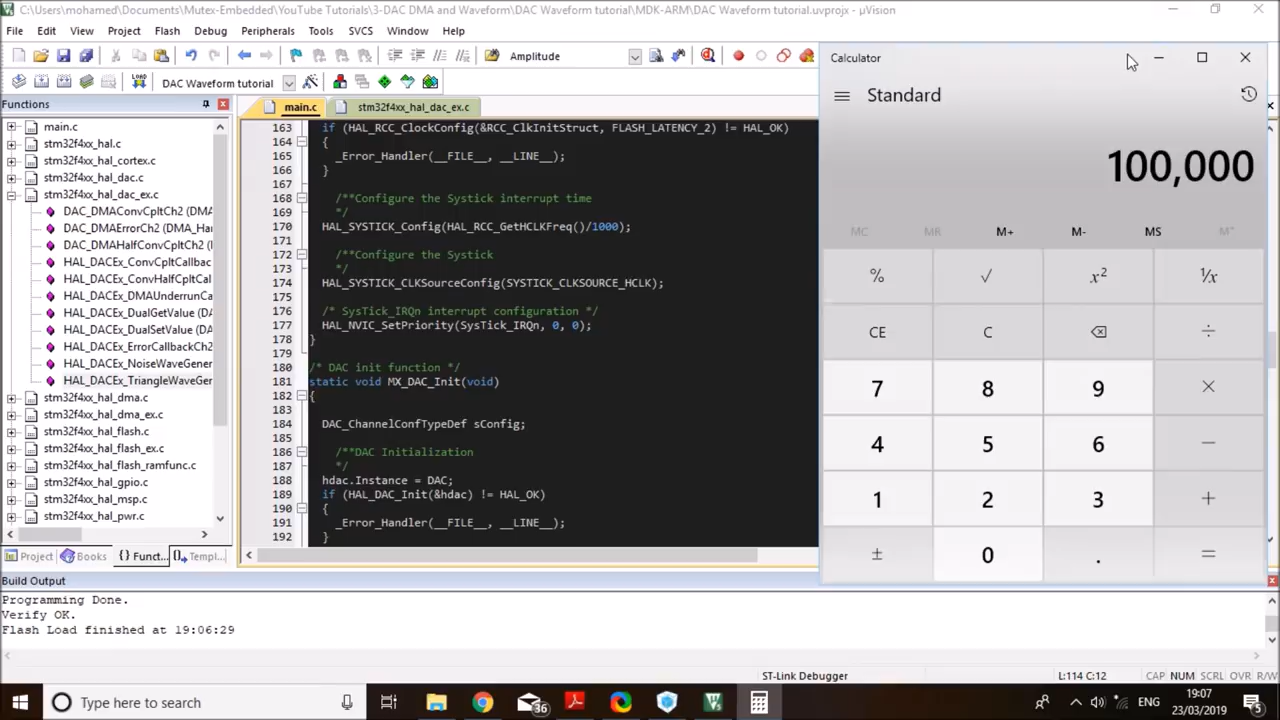 C:\Users\mohamed\Documents\Mutex-Embedded\YouTube Tutorials\3-DAC DMA and Waveform\DAC Waveform tutorial\MDK-ARM\DAC Waveform tutorial.uvprojx - µVision
File Edit View Project Flash Debug Peripherals Tools SVCS Window Help
Amplitude
LOAD DAC Waveform tutorial
Functions
main.c stm32f4xx_hal_dac_ex.c
main.c
stm32f4xx_hal.c
stm32f4xx_hal_cortex.c
stm32f4xx_hal_dac.c
stm32f4xx_hal_dac_ex.c
DAC_DMAConvCpltCh2 (DMA
DAC_DMAErrorCh2 (DMA_Har
DAC_DMAHalfConvCpltCh2 (I
HAL_DACEx_ConvCpltCallbac
HAL_DACEx_ConvHalfCpltCal
HAL_DACEx_DMAUnderrunCa
HAL_DACEx_DualGetValue (DA
HAL_DACEx_DualSetValue (DA
HAL_DACEx_ErrorCallbackCh2
HAL_DACEx_NoiseWaveGener
HAL_DACEx_TriangleWaveGer
stm32f4xx_hal_dma.c
stm32f4xx_hal_dma_ex.c
stm32f4xx_hal_flash.c
stm32f4xx_hal_flash_ex.c
stm32f4xx_hal_flash_ramfunc.c
stm32f4xx_hal_gpio.c
stm32f4xx_hal_msp.c
stm32f4xx_hal_pwr.c
Project Books {} Funct... Templ...
163 if (HAL_RCC_ClockConfig(&RCC_ClkInitStruct, FLASH_LATENCY_2) != HAL_OK)
164 {
165 _Error_Handler(__FILE__, __LINE__);
166 }
167
168 /**Configure the Systick interrupt time
169 */
170 HAL_SYSTICK_Config(HAL_RCC_GetHCLKFreq()/1000);
171
172 /**Configure the Systick
173 */
174 HAL_SYSTICK_CLKSourceConfig(SYSTICK_CLKSOURCE_HCLK);
175
176 /* SysTick_IRQn interrupt configuration */
177 HAL_NVIC_SetPriority(SysTick_IRQn, 0, 0);
178 }
179
180 /* DAC init function */
181 static void MX_DAC_Init(void)
182 {
183
184 DAC_ChannelConfTypeDef sConfig;
185
186 /**DAC Initialization
187 */
188 hdac.Instance = DAC;
189 if (HAL_DAC_Init(&hdac) != HAL_OK)
190 {
191 _Error_Handler(__FILE__, __LINE__);
192 }
Calculator
Standard
100,000
MC MR M+ M- MS M˅
% √ x² ¹/x
CE C ⌫ ÷
7 8 9 ×
4 5 6 −
1 2 3 +
± 0 . =
Build Output
Programming Done.
Verify OK.
Flash Load finished at 19:06:29
ST-Link Debugger L:114 C:12 CAP NUM SCRL OVR R/W
Type here to search
36
ENG
19:07
23/03/2019
5